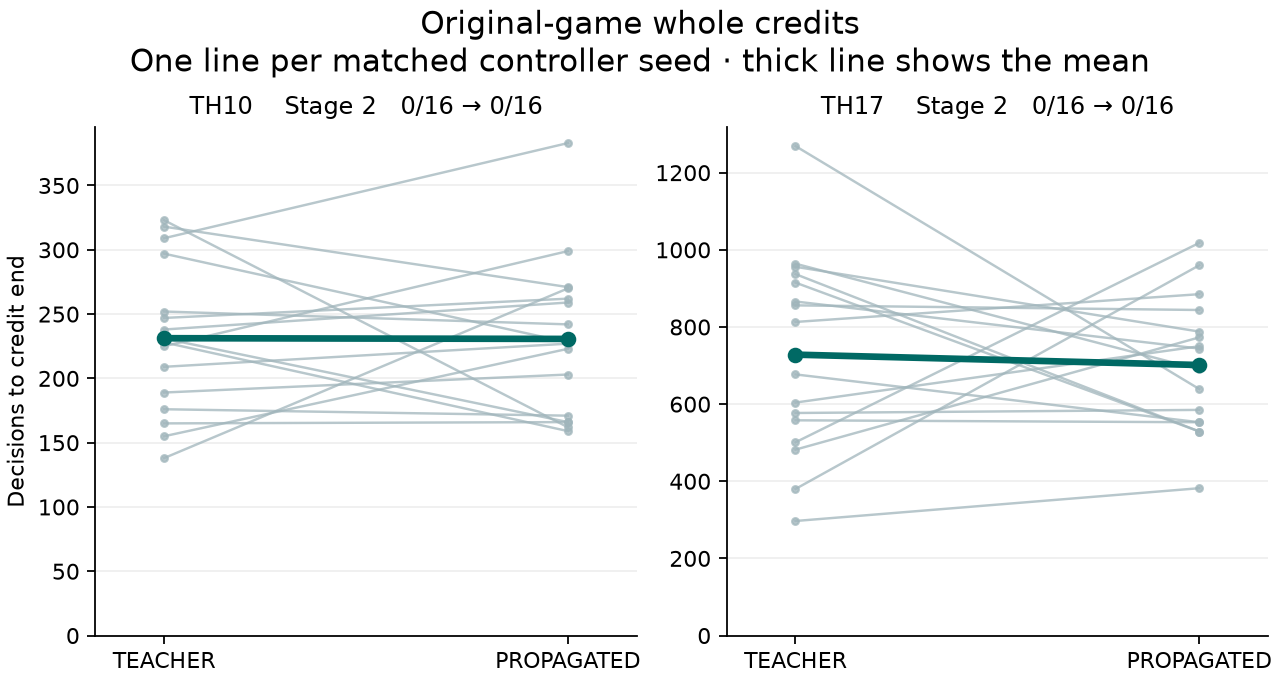 Original-game whole credits
One line per matched controller seed · thick line shows the mean
TH10 Stage 2 0/16 → 0/16
Decisions to credit end
350
300
250
200
150
100
50
0
TEACHER PROPAGATED
TH17 Stage 2 0/16 → 0/16
1200
1000
800
600
400
200
0
TEACHER PROPAGATED